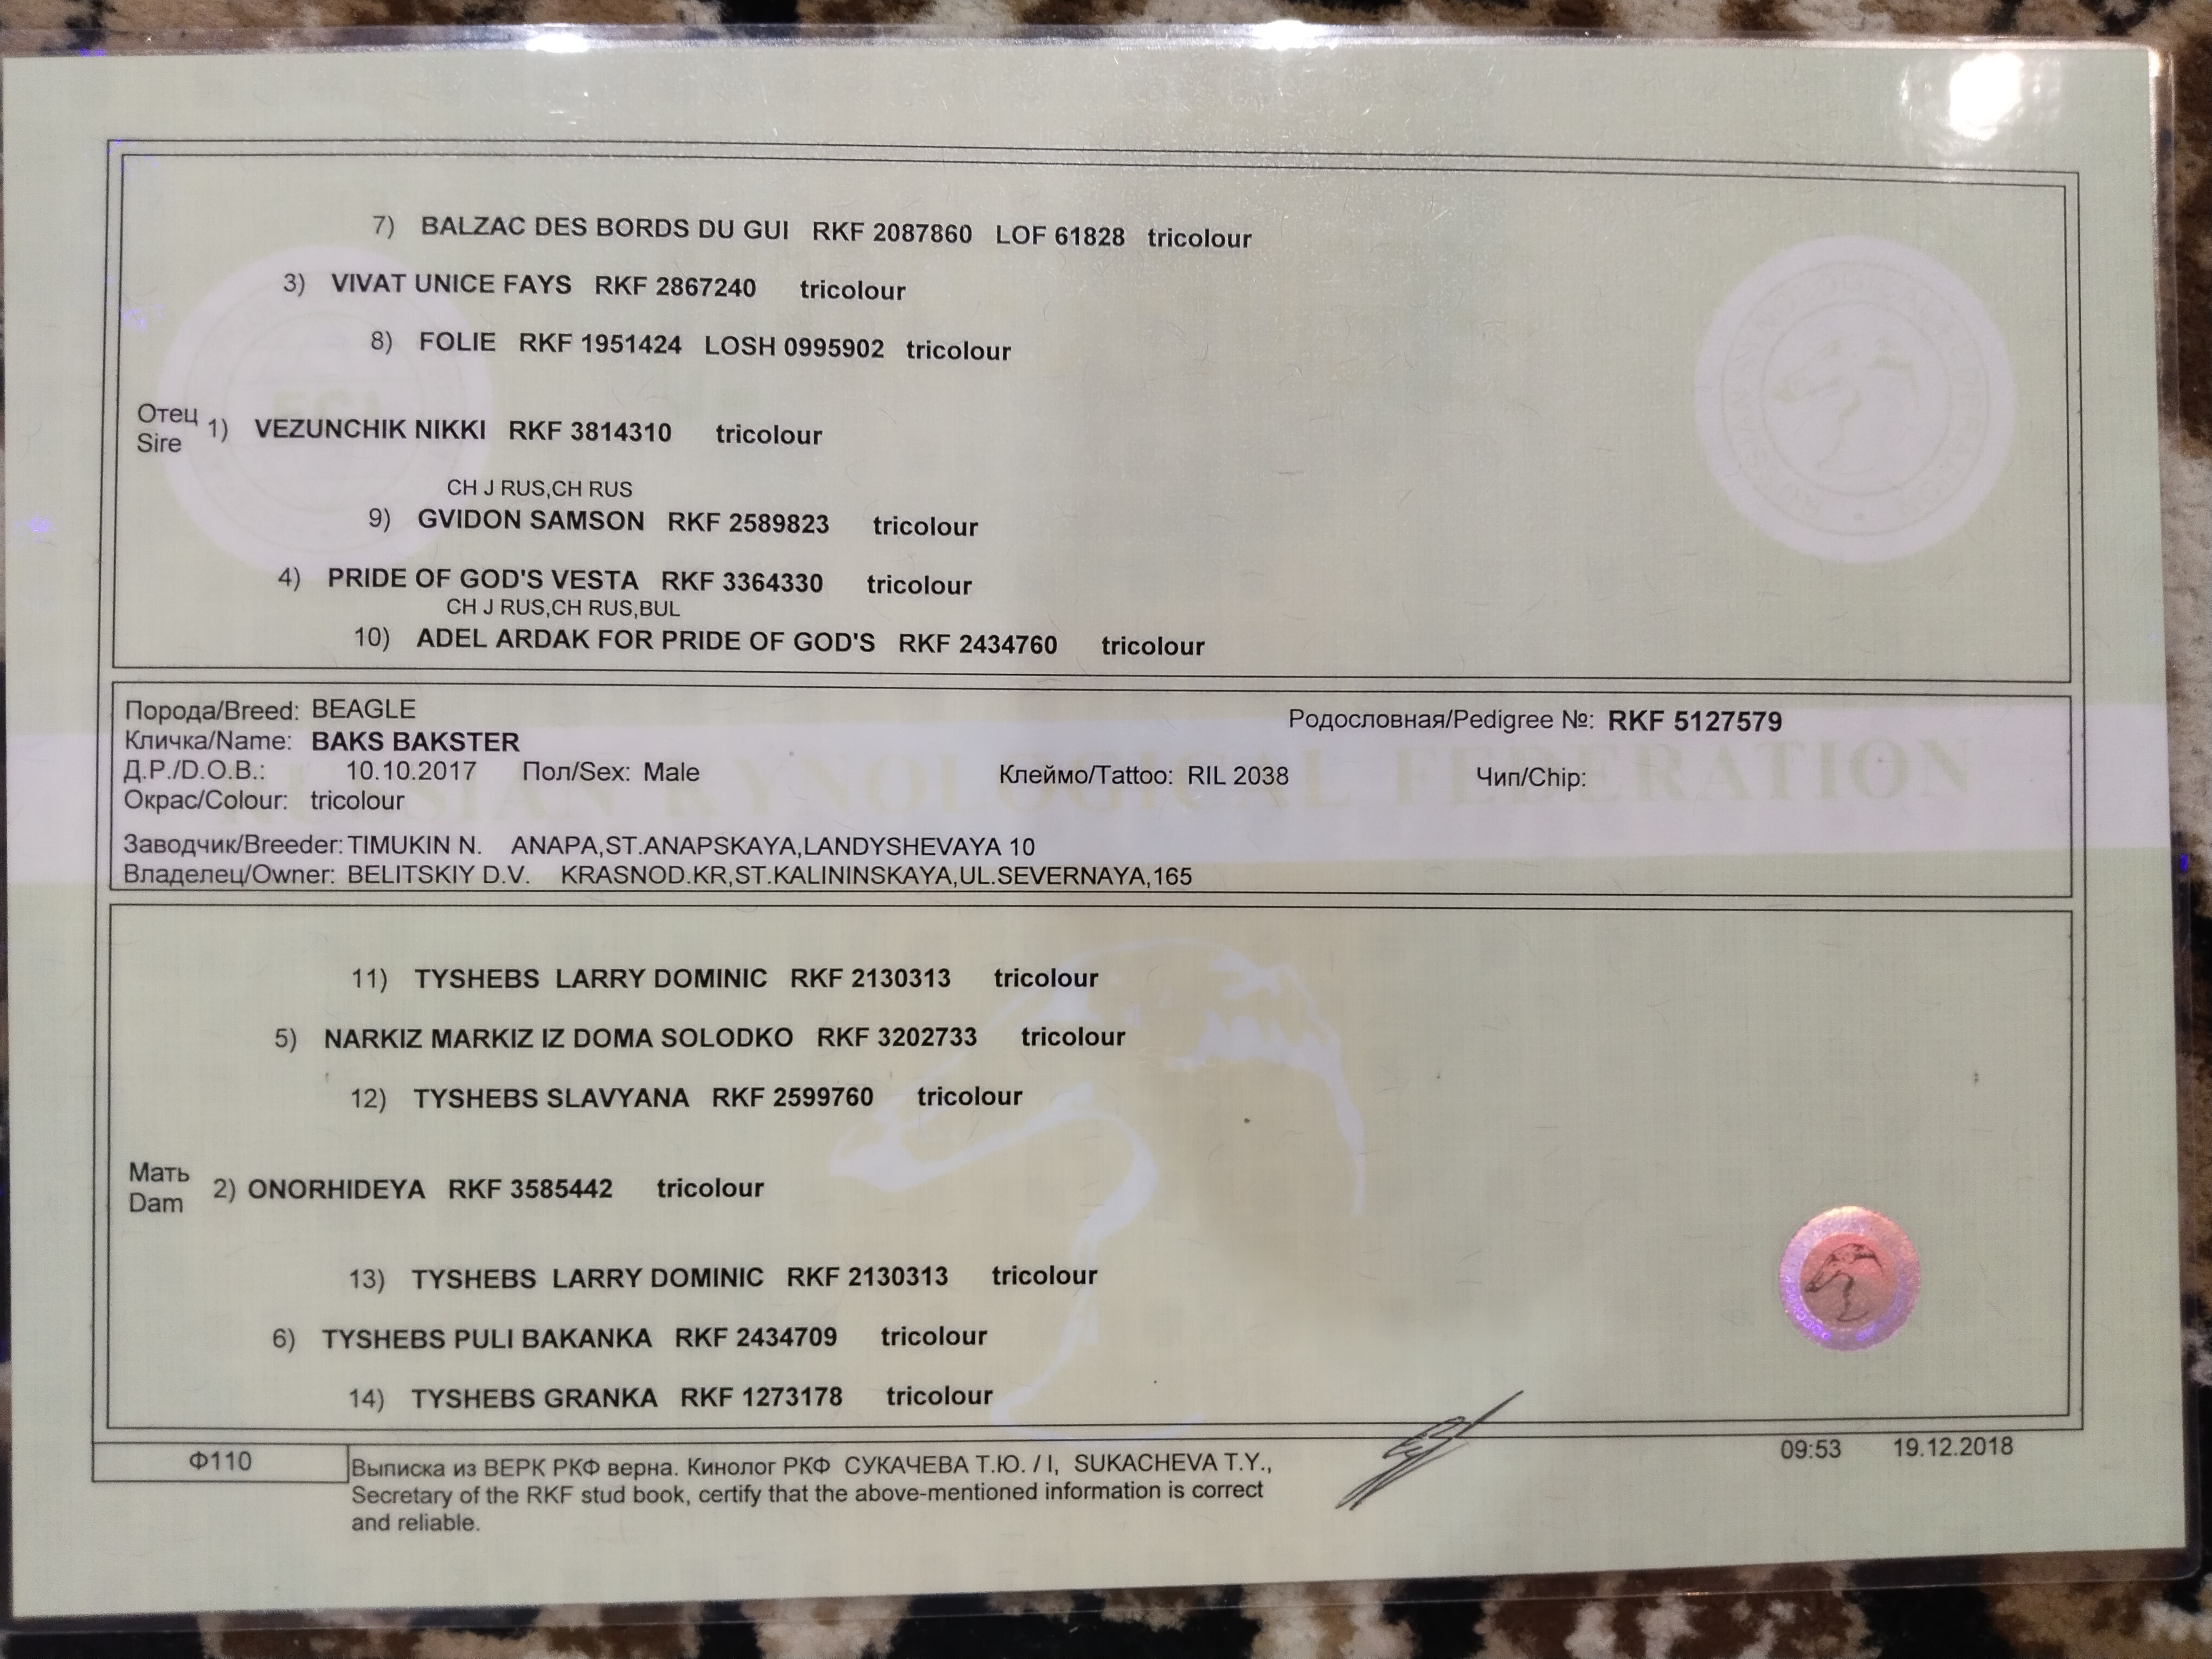 7) BALZAC DES BORDS DU GUI RKF 2087860 LOF 61828 tricolour
3) VIVAT UNICE FAYS RKF 2867240 tricolour
8) FOLIE RKF 1951424 LOSH 0995902 tricolour
Отец
Sire
1) VEZUNCHIK NIKKI RKF 3814310 tricolour
CH J RUS,CH RUS
9) GVIDON SAMSON RKF 2589823 tricolour
4) PRIDE OF GOD'S VESTA RKF 3364330 tricolour
CH J RUS,CH RUS,BUL
10) ADEL ARDAK FOR PRIDE OF GOD'S RKF 2434760 tricolour
Порода/Breed: BEAGLE Родословная/Pedigree №: RKF 5127579
Кличка/Name: BAKS BAKSTER
Д.Р./D.O.B.: 10.10.2017 Пол/Sex: Male Клеймо/Tattoo: RIL 2038 Чип/Chip:
Окрас/Colour: tricolour
RUSSIAN KYNOLOGICAL FEDERATION
Заводчик/Breeder: TIMUKIN N. ANAPA,ST.ANAPSKAYA,LANDYSHEVAYA 10
Владелец/Owner: BELITSKIY D.V. KRASNOD.KR,ST.KALININSKAYA,UL.SEVERNAYA,165
11) TYSHEBS LARRY DOMINIC RKF 2130313 tricolour
5) NARKIZ MARKIZ IZ DOMA SOLODKO RKF 3202733 tricolour
12) TYSHEBS SLAVYANA RKF 2599760 tricolour
Мать
Dam
2) ONORHIDEYA RKF 3585442 tricolour
13) TYSHEBS LARRY DOMINIC RKF 2130313 tricolour
6) TYSHEBS PULI BAKANKA RKF 2434709 tricolour
14) TYSHEBS GRANKA RKF 1273178 tricolour
Ф110
Выписка из ВЕРК РКФ верна. Кинолог РКФ СУКАЧЕВА Т.Ю. / I, SUKACHEVA T.Y.,
Secretary of the RKF stud book, certify that the above-mentioned information is correct
and reliable.
09:53 19.12.2018